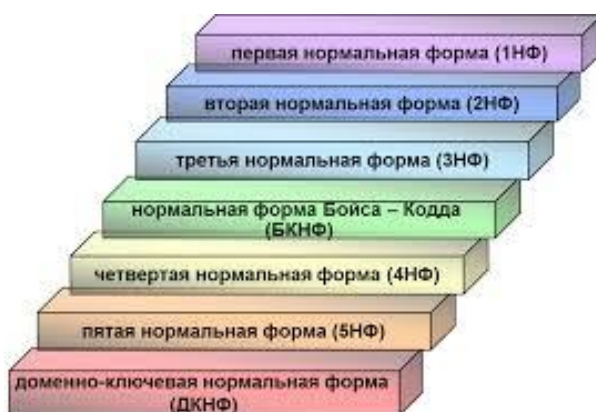 первая нормальная форма (1НФ)
вторая нормальная форма (2НФ)
третья нормальная форма (3НФ)
нормальная форма Бойса – Кодда
(БКНФ)
четвертая нормальная форма (4НФ)
пятая нормальная форма (5НФ)
доменно-ключевая нормальная форма
(ДКНФ)